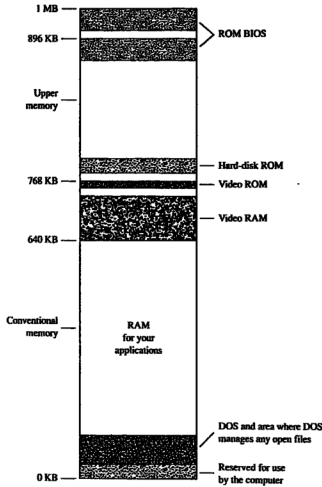 1 MB
ROM BIOS
896 KB
Upper
memory
Hard-disk ROM
768 KB
Video ROM
Video RAM
640 KB
Conventional
memory
RAM
for your
applications
DOS and area where DOS
manages any open files
Reserved for use
by the computer
0 KB